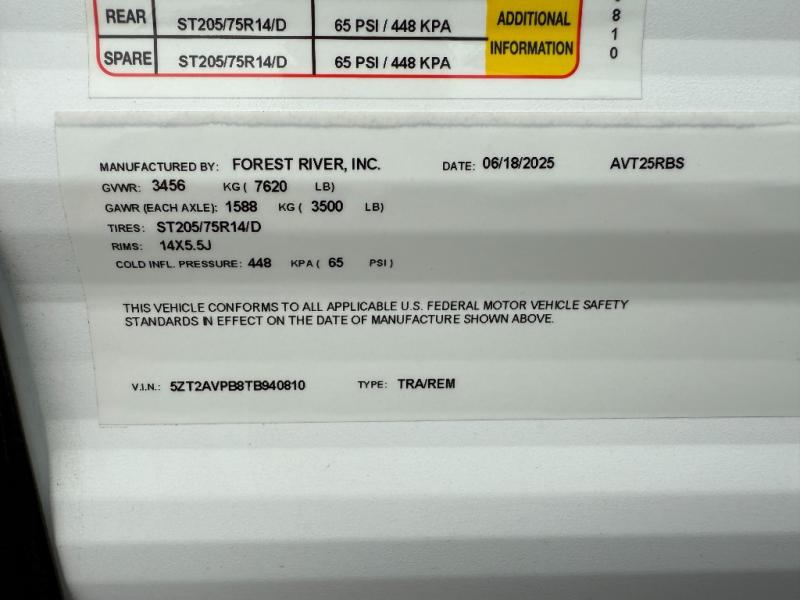 REAR ST205/75R14/D 65 PSI / 448 KPA ADDITIONAL
SPARE ST205/75R14/D 65 PSI / 448 KPA INFORMATION
8
1
0
MANUFACTURED BY: FOREST RIVER, INC. DATE: 06/18/2025 AVT25RBS
GVWR: 3456 KG ( 7620 LB)
GAWR (EACH AXLE): 1588 KG ( 3500 LB)
TIRES: ST205/75R14/D
RIMS: 14X5.5J
COLD INFL. PRESSURE: 448 KPA ( 65 PSI )
THIS VEHICLE CONFORMS TO ALL APPLICABLE U.S. FEDERAL MOTOR VEHICLE SAFETY
STANDARDS IN EFFECT ON THE DATE OF MANUFACTURE SHOWN ABOVE.
V.I.N.: 5ZT2AVPB8TB940810 TYPE: TRA/REM